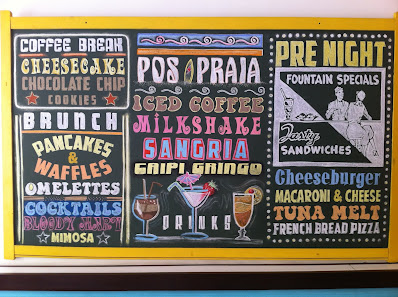 COFFEE BREAK
CHEESECAKE
CHOCOLATE CHIP
COOKIES
BRUNCH
PANCAKES
&
WAFFLES
OMELETTES
COCKTAILS
BLOODY MARY
MIMOSA
POS PRAIA
ICED COFFEE
MILKSHAKE
SANGRIA
CAIPI GRINGO
DRINKS
PRE NIGHT
FOUNTAIN SPECIALS
Tasty
SANDWICHES
Cheeseburger
MACARONI & CHEESE
TUNA MELT
FRENCH BREAD PIZZA